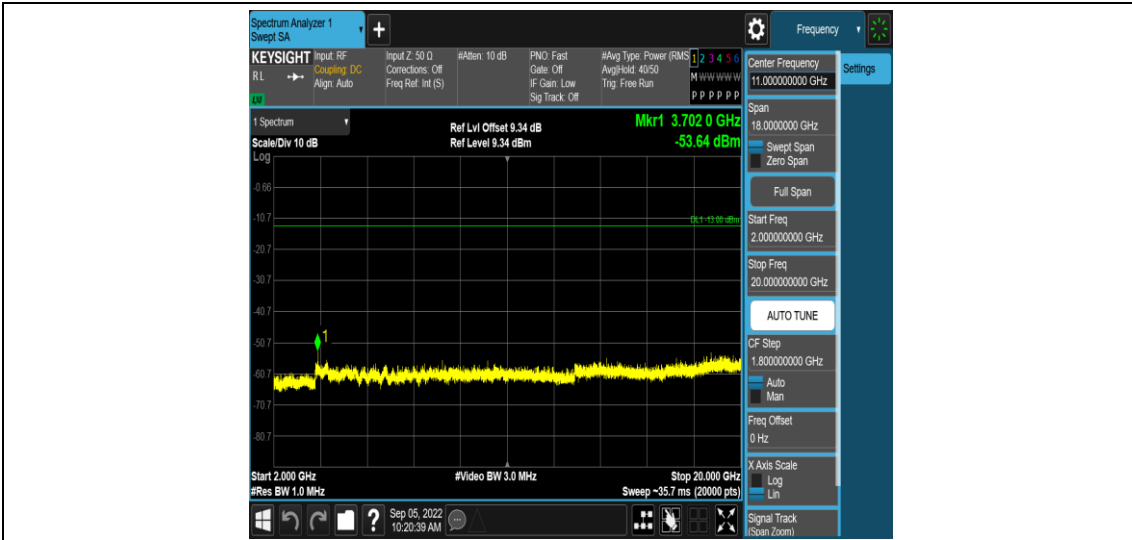 Spectrum Analyzer 1
Swept SA
+
Frequency
KEYSIGHT
R L
LXI
Input: RF
Coupling: DC
Align: Auto
Input Z: 50 Ω
Corrections: Off
Freq Ref: Int (S)
#Atten: 10 dB
PNO: Fast
Gate: Off
IF Gain: Low
Sig Track: Off
#Avg Type: Power (RMS
Avg|Hold: 40/50
Trig: Free Run
1 2 3 4 5 6
M W W W W W
P P P P P P
Center Frequency
11.000000000 GHz
Settings
Span
18.0000000 GHz
Swept Span
Zero Span
Full Span
Start Freq
2.000000000 GHz
Stop Freq
20.000000000 GHz
AUTO TUNE
CF Step
1.800000000 GHz
Auto
Man
Freq Offset
0 Hz
X Axis Scale
Log
Lin
Signal Track
(Span Zoom)
1 Spectrum
Scale/Div 10 dB
Log
Ref Lvl Offset 9.34 dB
Ref Level 9.34 dBm
Mkr1 3.702 0 GHz
-53.64 dBm
-0.66
-10.7
DL1 -13.00 dBm
-20.7
-30.7
-40.7
-50.7
1
-60.7
-70.7
-80.7
Start 2.000 GHz
#Res BW 1.0 MHz
#Video BW 3.0 MHz
Stop 20.000 GHz
Sweep ~35.7 ms (20000 pts)
?
Sep 05, 2022
10:20:39 AM